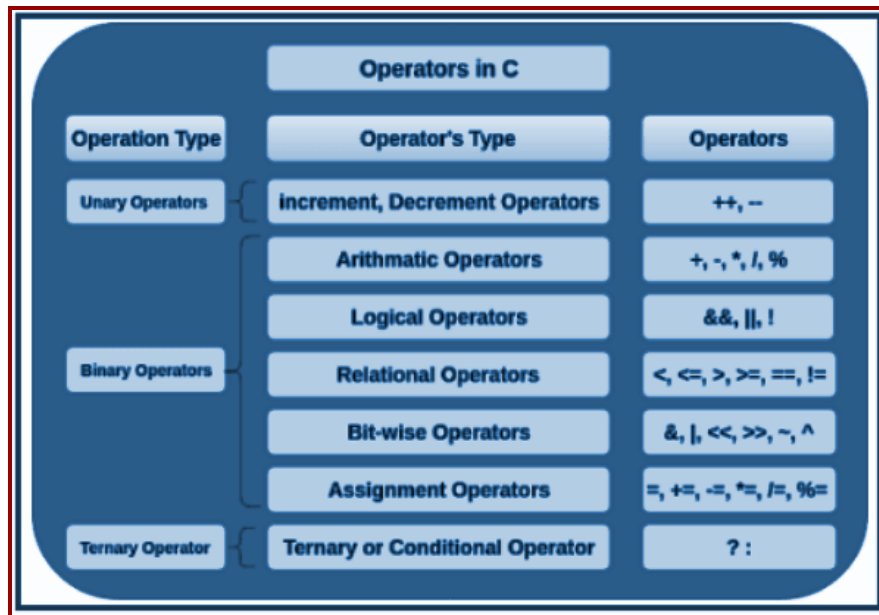 Operators in C
Operation Type Operator's Type Operators
Unary Operators increment, Decrement Operators ++, --
Arithmatic Operators +, -, *, /, %
Logical Operators &&, ||, !
Binary Operators Relational Operators <, <=, >, >=, ==, !=
Bit-wise Operators &, |, <<, >>, ~, ^
Assignment Operators =, +=, -=, *=, /=, %=
Ternary Operator Ternary or Conditional Operator ? :